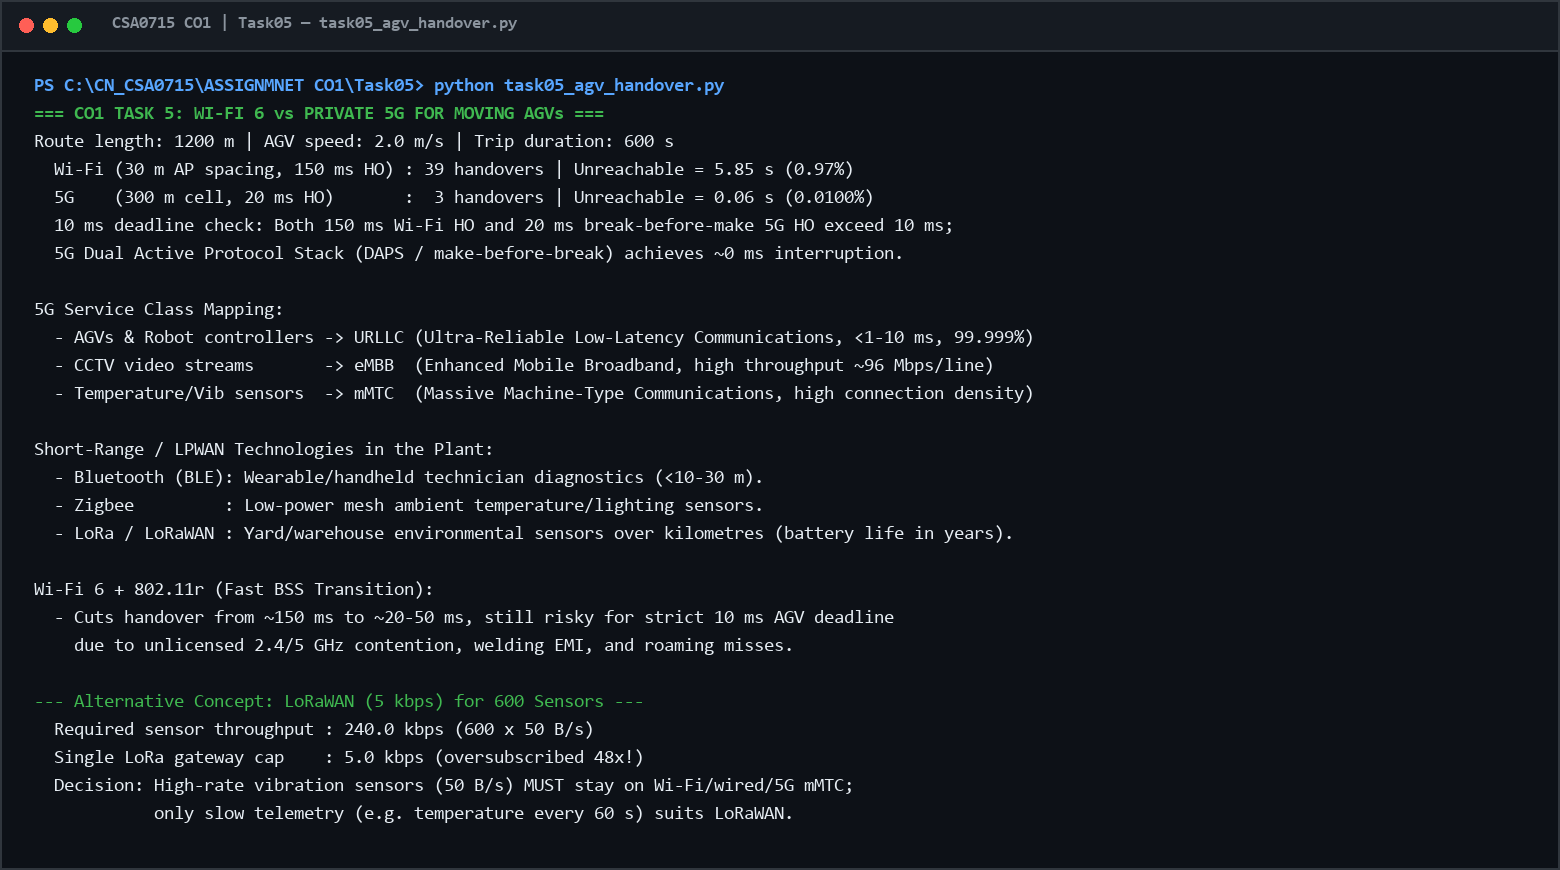 CSA0715 CO1 | Task05 — task05_agv_handover.py
PS C:\CN_CSA0715\ASSIGNMNET CO1\Task05> python task05_agv_handover.py
=== CO1 TASK 5: WI-FI 6 vs PRIVATE 5G FOR MOVING AGVs ===
Route length: 1200 m | AGV speed: 2.0 m/s | Trip duration: 600 s
  Wi-Fi (30 m AP spacing, 150 ms HO) : 39 handovers | Unreachable = 5.85 s (0.97%)
  5G    (300 m cell, 20 ms HO)       :  3 handovers | Unreachable = 0.06 s (0.0100%)
  10 ms deadline check: Both 150 ms Wi-Fi HO and 20 ms break-before-make 5G HO exceed 10 ms;
  5G Dual Active Protocol Stack (DAPS / make-before-break) achieves ~0 ms interruption.
5G Service Class Mapping:
  - AGVs & Robot controllers -> URLLC (Ultra-Reliable Low-Latency Communications, <1-10 ms, 99.999%)
  - CCTV video streams       -> eMBB  (Enhanced Mobile Broadband, high throughput ~96 Mbps/line)
  - Temperature/Vib sensors  -> mMTC  (Massive Machine-Type Communications, high connection density)
Short-Range / LPWAN Technologies in the Plant:
  - Bluetooth (BLE): Wearable/handheld technician diagnostics (<10-30 m).
  - Zigbee         : Low-power mesh ambient temperature/lighting sensors.
  - LoRa / LoRaWAN : Yard/warehouse environmental sensors over kilometres (battery life in years).
Wi-Fi 6 + 802.11r (Fast BSS Transition):
  - Cuts handover from ~150 ms to ~20-50 ms, still risky for strict 10 ms AGV deadline
    due to unlicensed 2.4/5 GHz contention, welding EMI, and roaming misses.
--- Alternative Concept: LoRaWAN (5 kbps) for 600 Sensors ---
  Required sensor throughput : 240.0 kbps (600 x 50 B/s)
  Single LoRa gateway cap    : 5.0 kbps (oversubscribed 48x!)
  Decision: High-rate vibration sensors (50 B/s) MUST stay on Wi-Fi/wired/5G mMTC;
            only slow telemetry (e.g. temperature every 60 s) suits LoRaWAN.